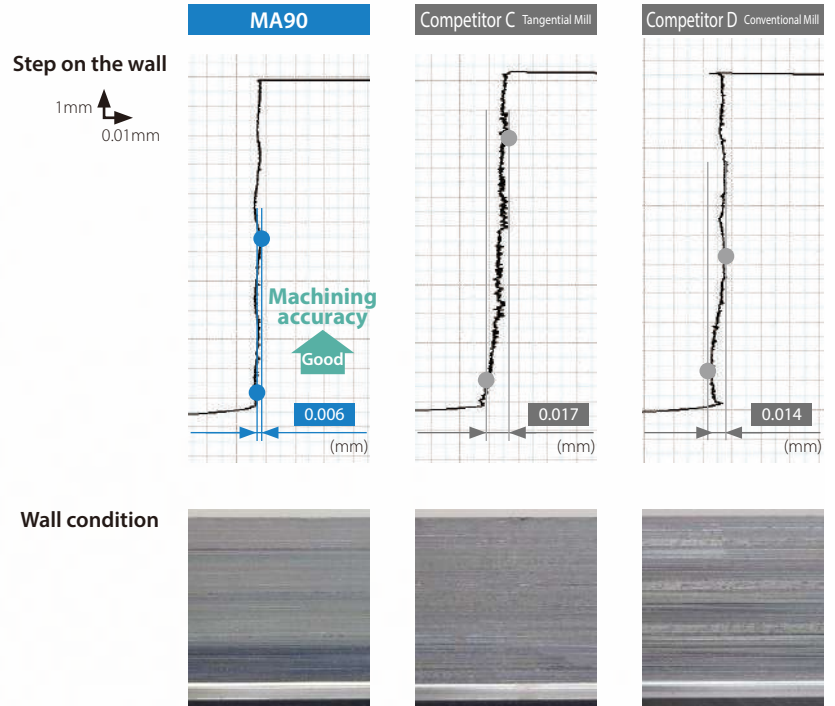 MA90
Competitor C Tangential Mill
Competitor D Conventional Mill
Step on the wall
1mm
0.01mm
Machining
accuracy
Good
0.006
0.017
0.014
(mm)
(mm)
(mm)
Wall condition